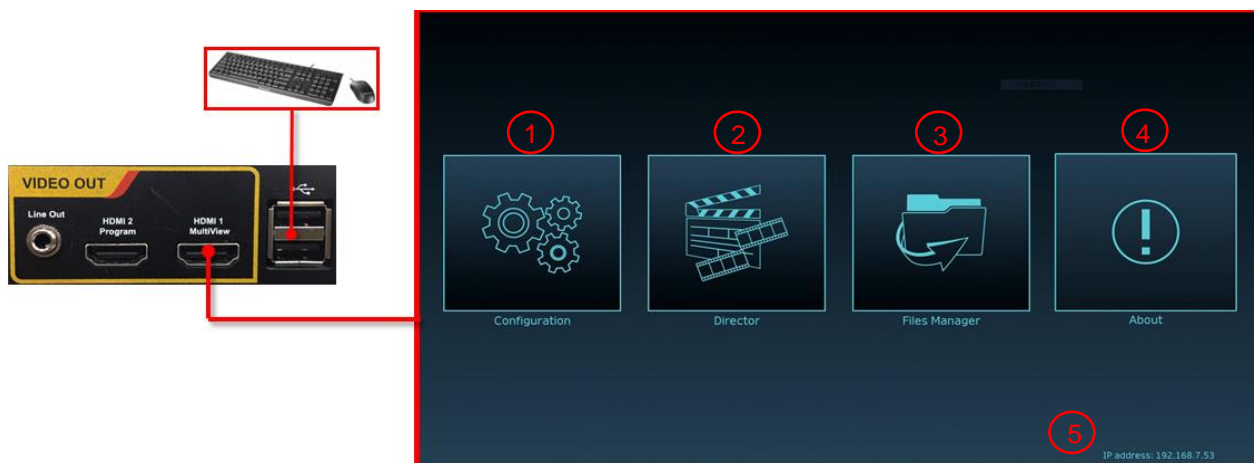 VIDEO OUT
Line Out
HDMI 2
Program
HDMI 1
MultiView
1
2
3
4
Configuration
Director
Files Manager
About
5
IP address: 192.168.7.53